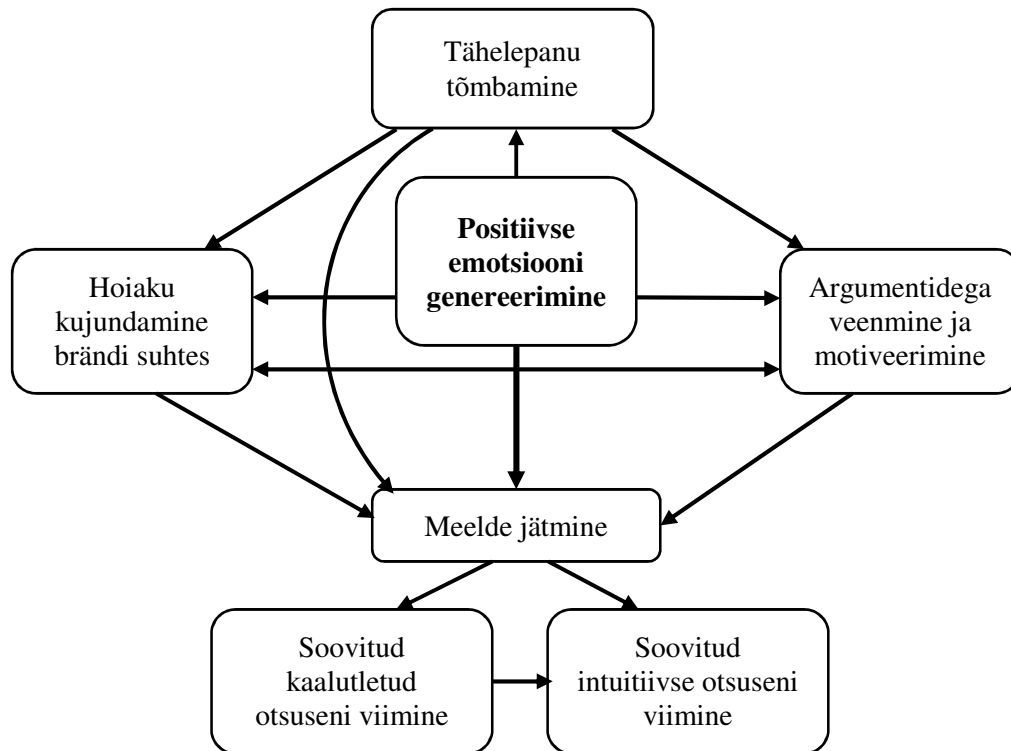 Tähelepanu
tõmbamine
Positiivse
emotsiooni
genereerimine
Hoiaku
kujundamine
brändi suhtes
Argumentidega
veenmine ja
motiveerimine
Meelde jätmine
Soovitud
kaalutletud
otsuseni viimine
Soovitud
intuitiivse otsuseni
viimine